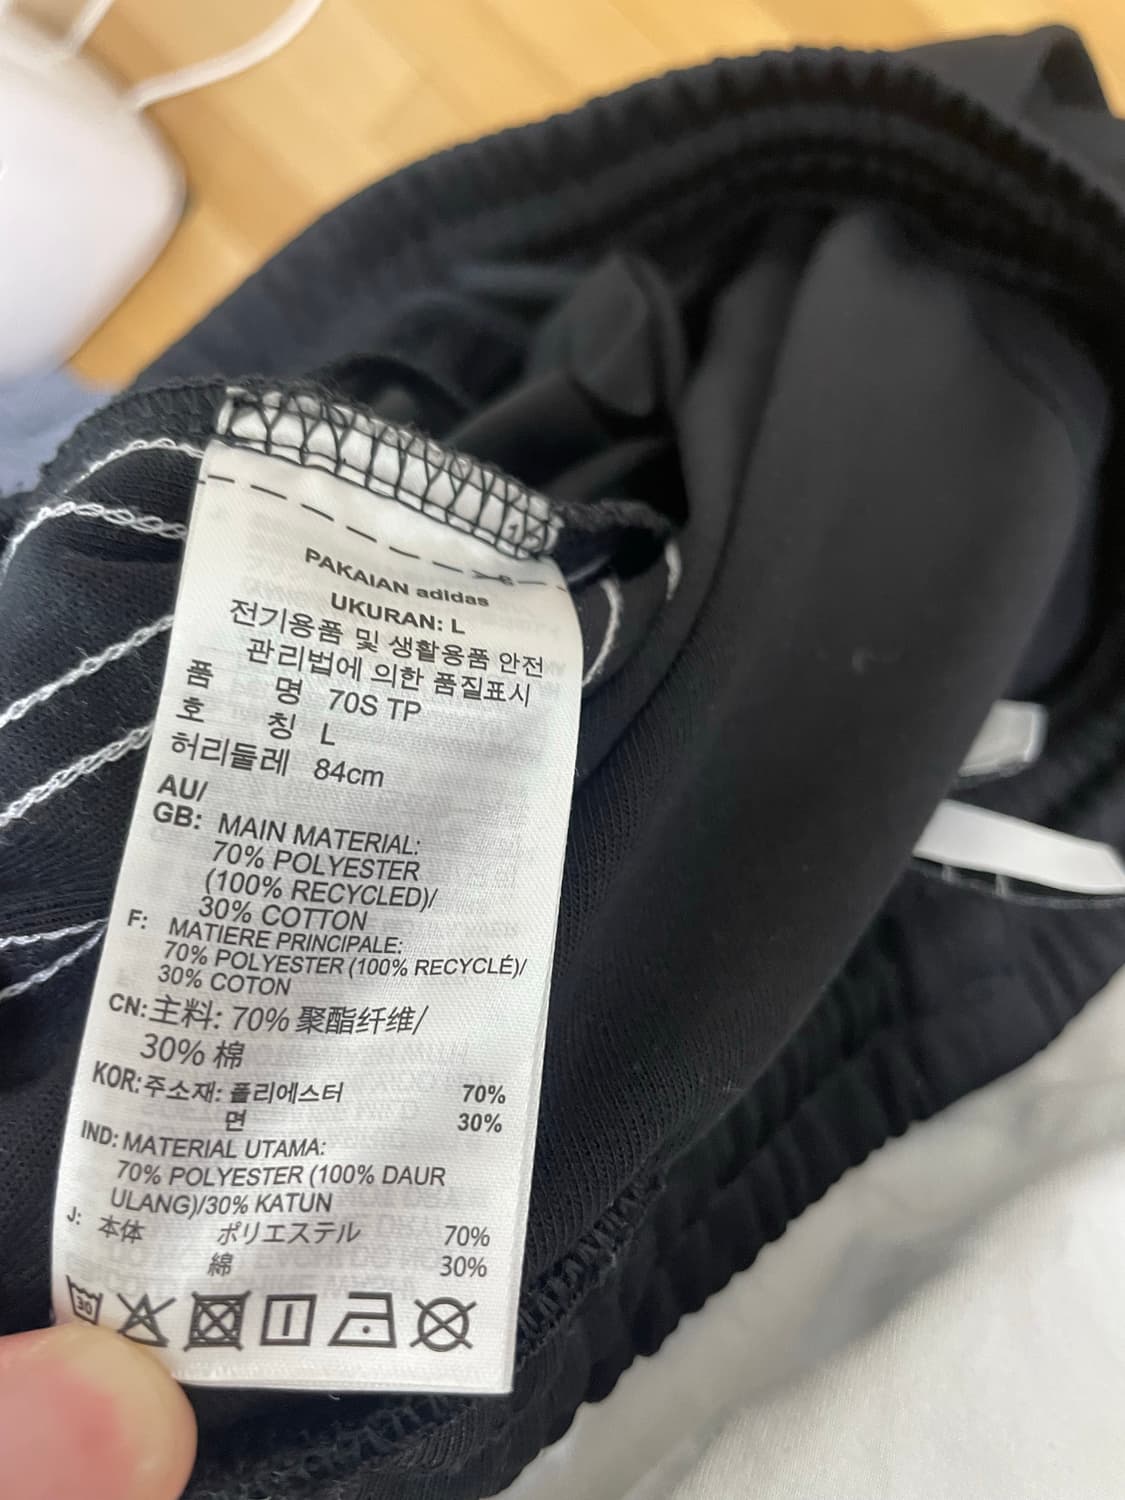 PAKAIAN adidas
UKURAN: L
전기용품 및 생활용품 안전
관리법에 의한 품질표시
품 명 70S TP
호 칭 L
허리둘레 84cm
AU/
GB: MAIN MATERIAL:
70% POLYESTER
(100% RECYCLED)/
30% COTTON
F: MATIERE PRINCIPALE:
70% POLYESTER (100% RECYCLÉ)/
30% COTON
CN: 主料: 70% 聚酯纤维/
30% 棉
KOR: 주소재: 폴리에스터 70%
면 30%
IND: MATERIAL UTAMA:
70% POLYESTER (100% DAUR
ULANG)/30% KATUN
J: 本体 ポリエステル 70%
綿 30%
30